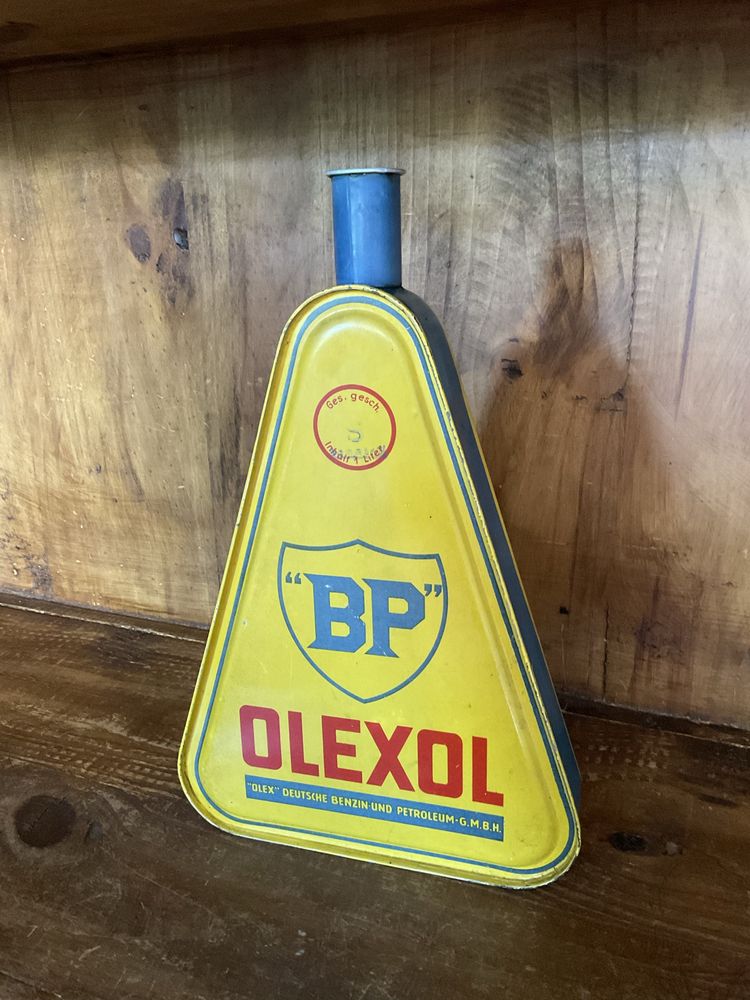 Ges. gesch.
Inhalt 1 Liter
"BP"
OLEXOL
"OLEX" DEUTSCHE BENZIN-UND PETROLEUM-G.M.B.H.